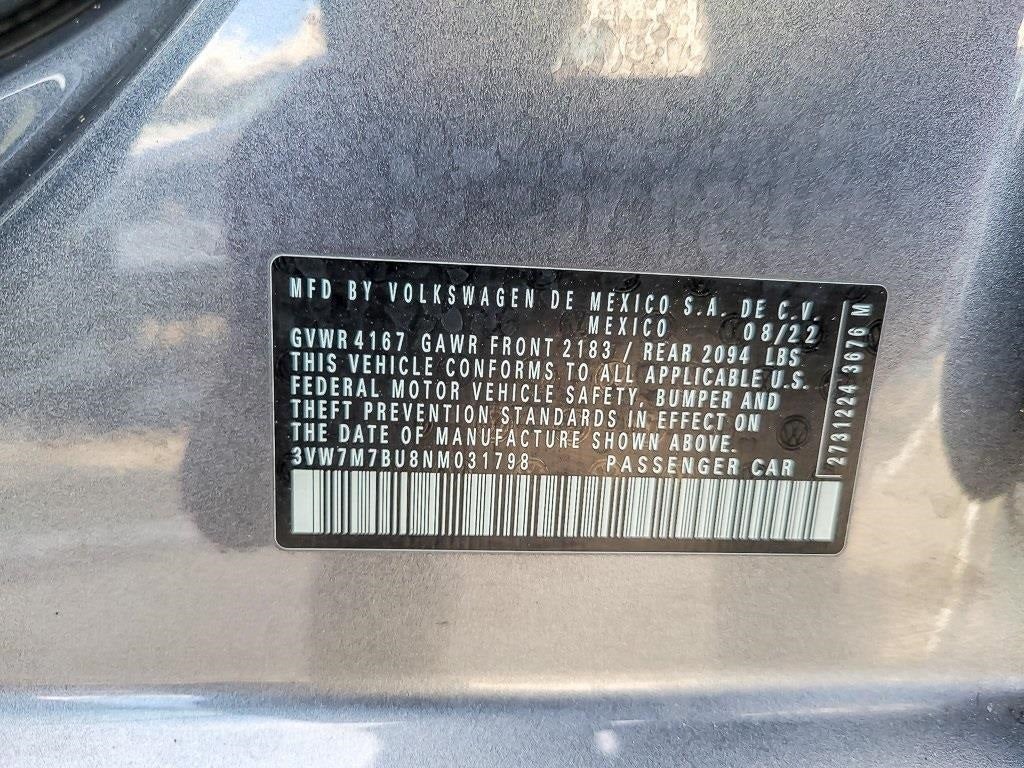 MFD BY VOLKSWAGEN DE MEXICO S.A. DE C.V.
MEXICO 08/22
GVWR 4167 GAWR FRONT 2183 / REAR 2094 LBS
THIS VEHICLE CONFORMS TO ALL APPLICABLE U.S.
FEDERAL MOTOR VEHICLE SAFETY, BUMPER AND
THEFT PREVENTION STANDARDS IN EFFECT ON
THE DATE OF MANUFACTURE SHOWN ABOVE.
3VW7M7BU8NM031798 PASSENGER CAR
2731224 3676 M